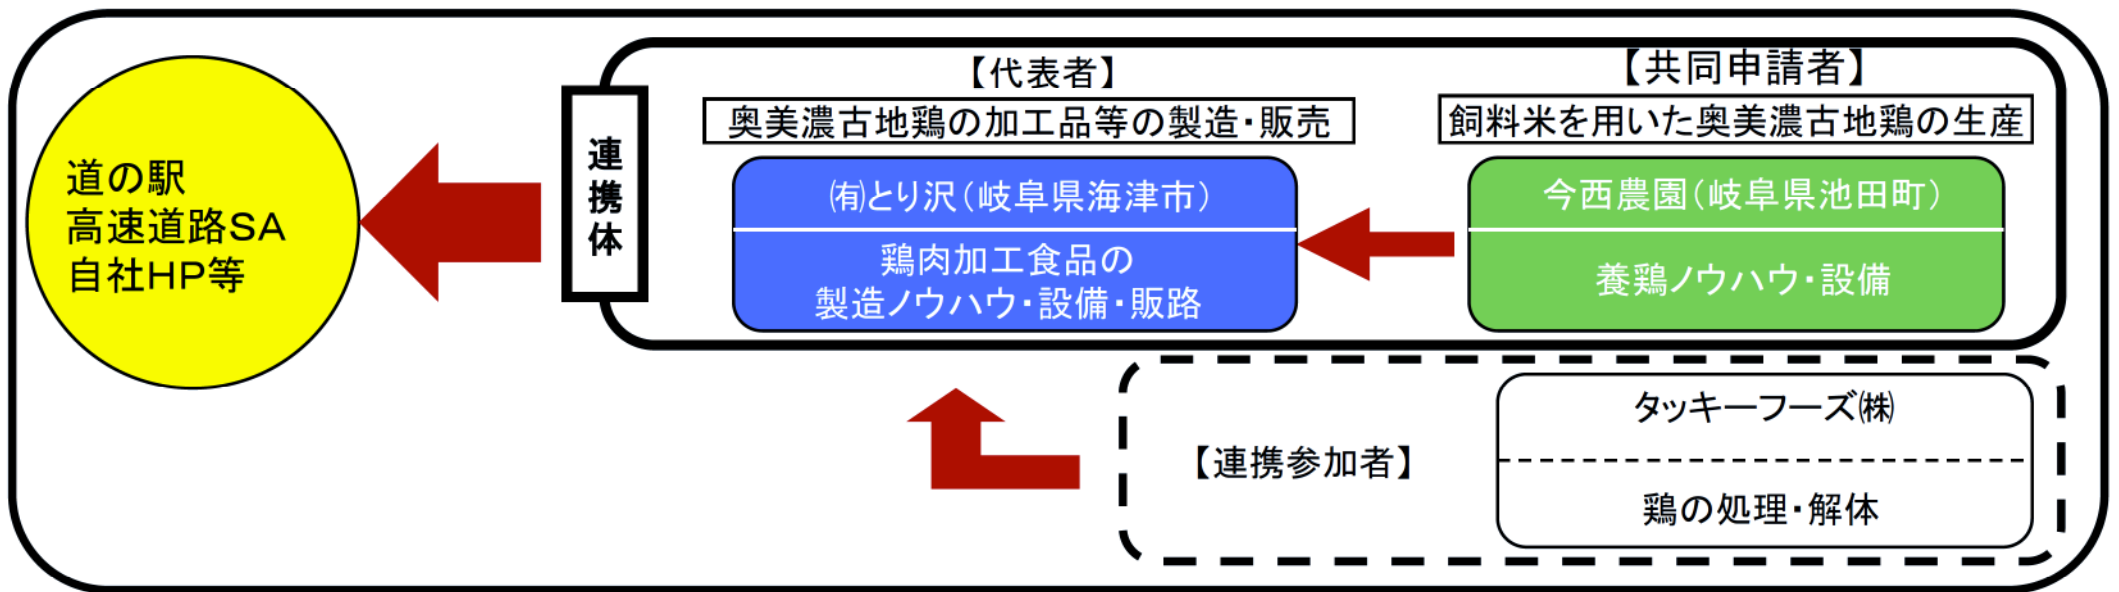 道の駅
高速道路SA
自社HP等
連携体
【代表者】
奥美濃古地鶏の加工品等の製造・販売
㈲とり沢(岐阜県海津市)
鶏肉加工食品の
製造ノウハウ・設備・販路
【共同申請者】
飼料米を用いた奥美濃古地鶏の生産
今西農園(岐阜県池田町)
養鶏ノウハウ・設備
【連携参加者】
タッキーフーズ㈱
鶏の処理・解体